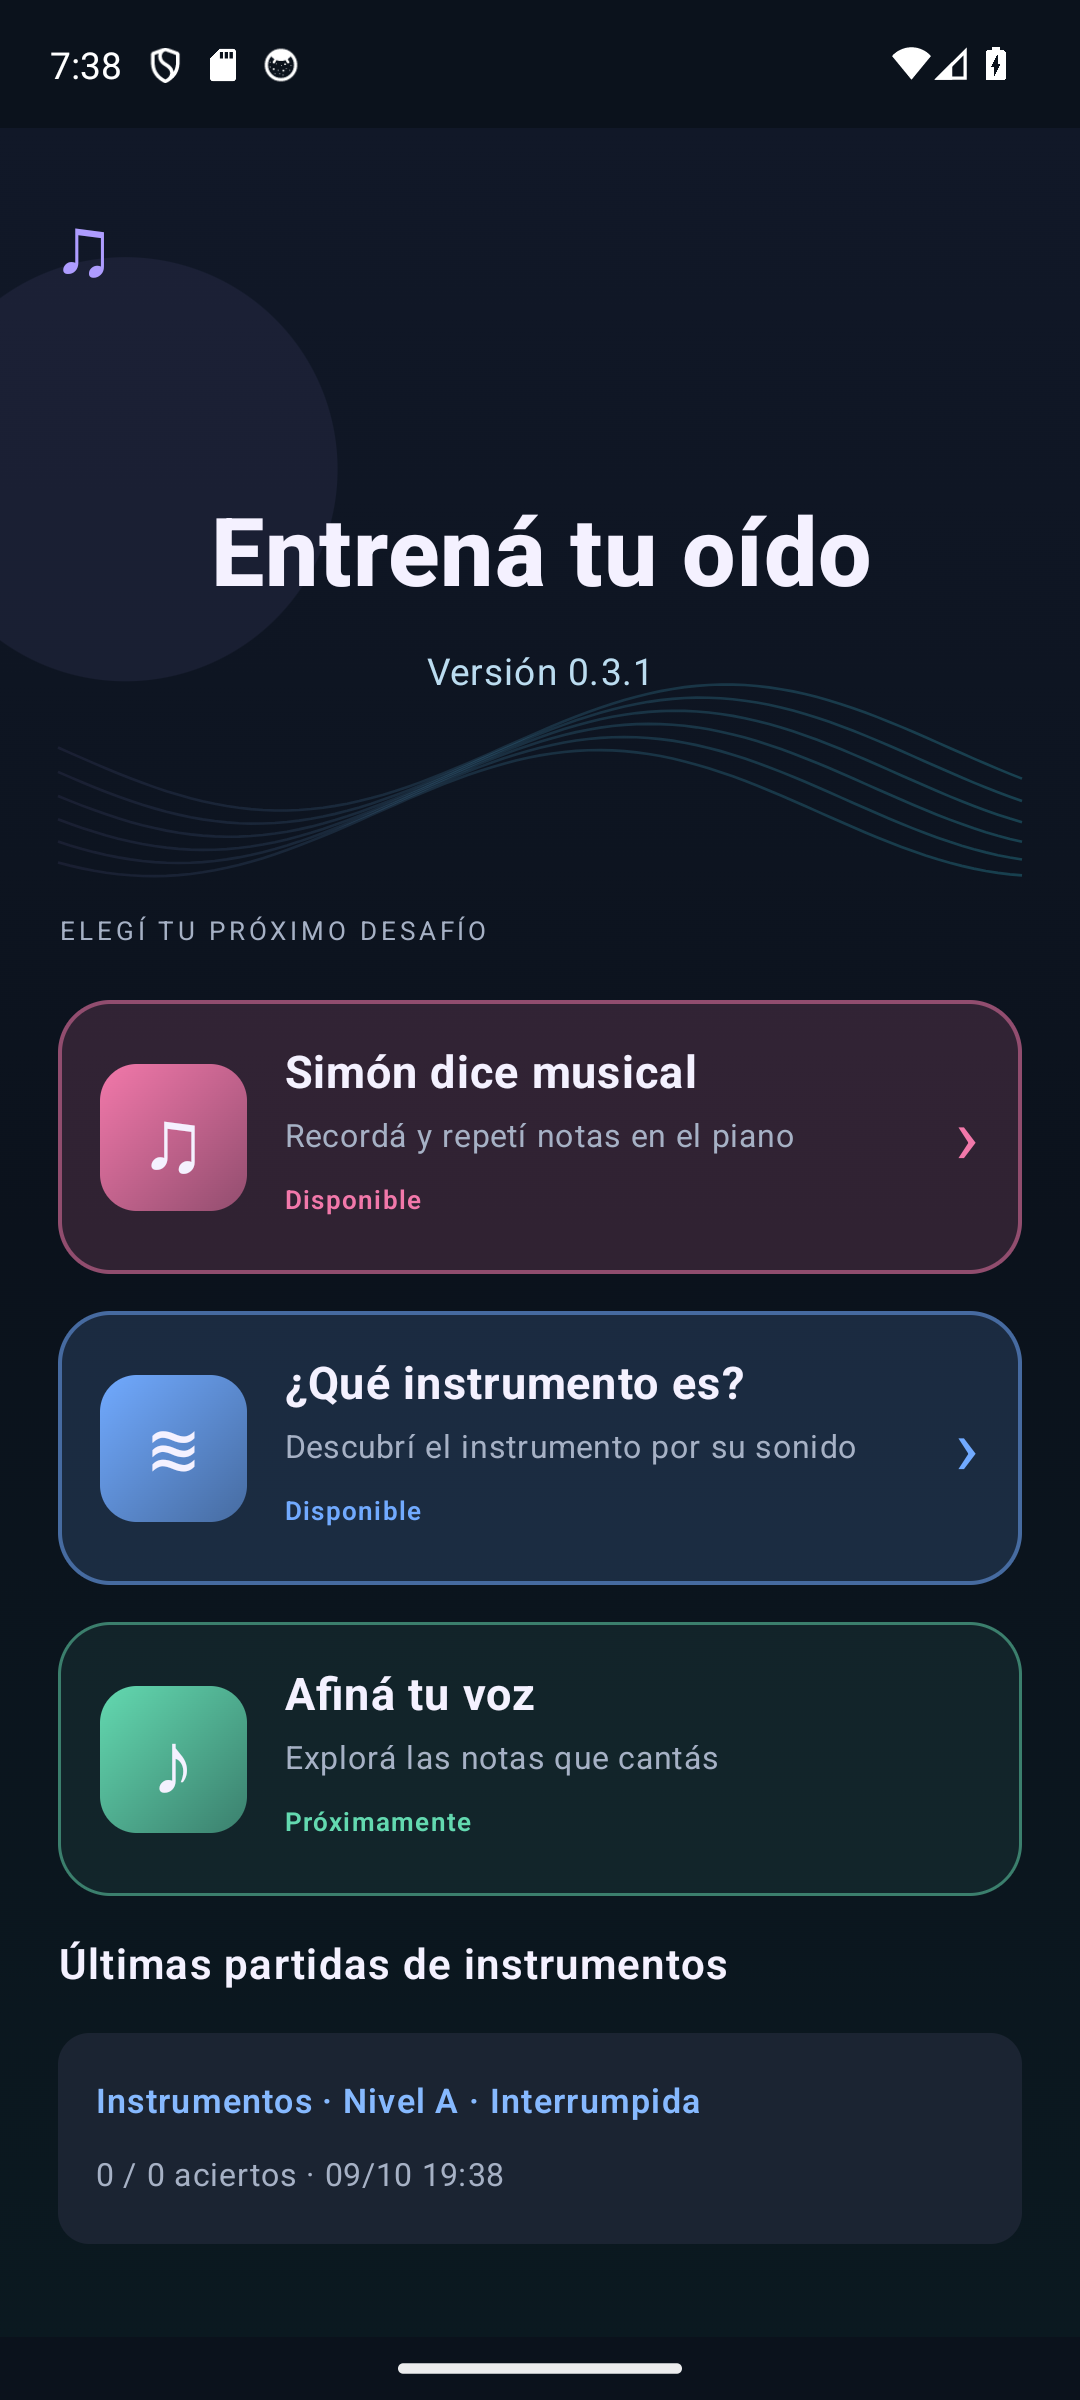 7:38
Entrená tu oído
Versión 0.3.1
ELEGÍ TU PRÓXIMO DESAFÍO
Simón dice musical
Recordá y repetí notas en el piano
Disponible
¿Qué instrumento es?
Descubrí el instrumento por su sonido
Disponible
Afiná tu voz
Explorá las notas que cantás
Próximamente
Últimas partidas de instrumentos
Instrumentos · Nivel A · Interrumpida
0 / 0 aciertos · 09/10 19:38